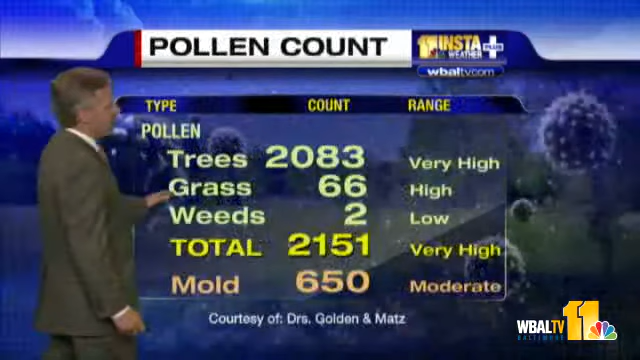 POLLEN COUNT
11 INSTA
WEATHER PLUS
wbaltv.com
TYPE COUNT RANGE
POLLEN
Trees 2083 Very High
Grass 66 High
Weeds 2 Low
TOTAL 2151 Very High
Mold 650 Moderate
Courtesy of: Drs. Golden & Matz
WBALTV 11
BALTIMORE